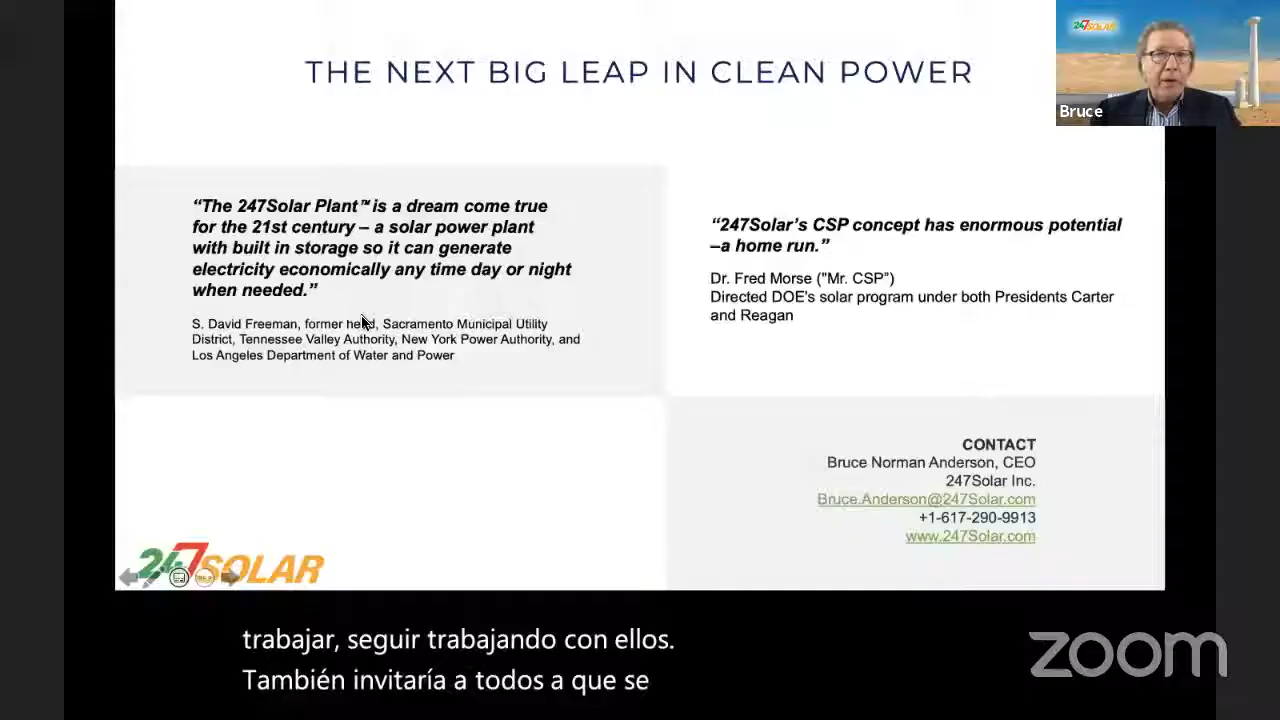 THE NEXT BIG LEAP IN CLEAN POWER
247SOLAR
Bruce
“The 247Solar Plant™ is a dream come true
for the 21st century – a solar power plant
with built in storage so it can generate
electricity economically any time day or night
when needed.”
S. David Freeman, former head, Sacramento Municipal Utility
District, Tennessee Valley Authority, New York Power Authority, and
Los Angeles Department of Water and Power
“247Solar’s CSP concept has enormous potential
–a home run.”
Dr. Fred Morse ("Mr. CSP”)
Directed DOE's solar program under both Presidents Carter
and Reagan
CONTACT
Bruce Norman Anderson, CEO
247Solar Inc.
Bruce.Anderson@247Solar.com
+1-617-290-9913
www.247Solar.com
247SOLAR
trabajar, seguir trabajando con ellos.
También invitaría a todos a que se
zoom